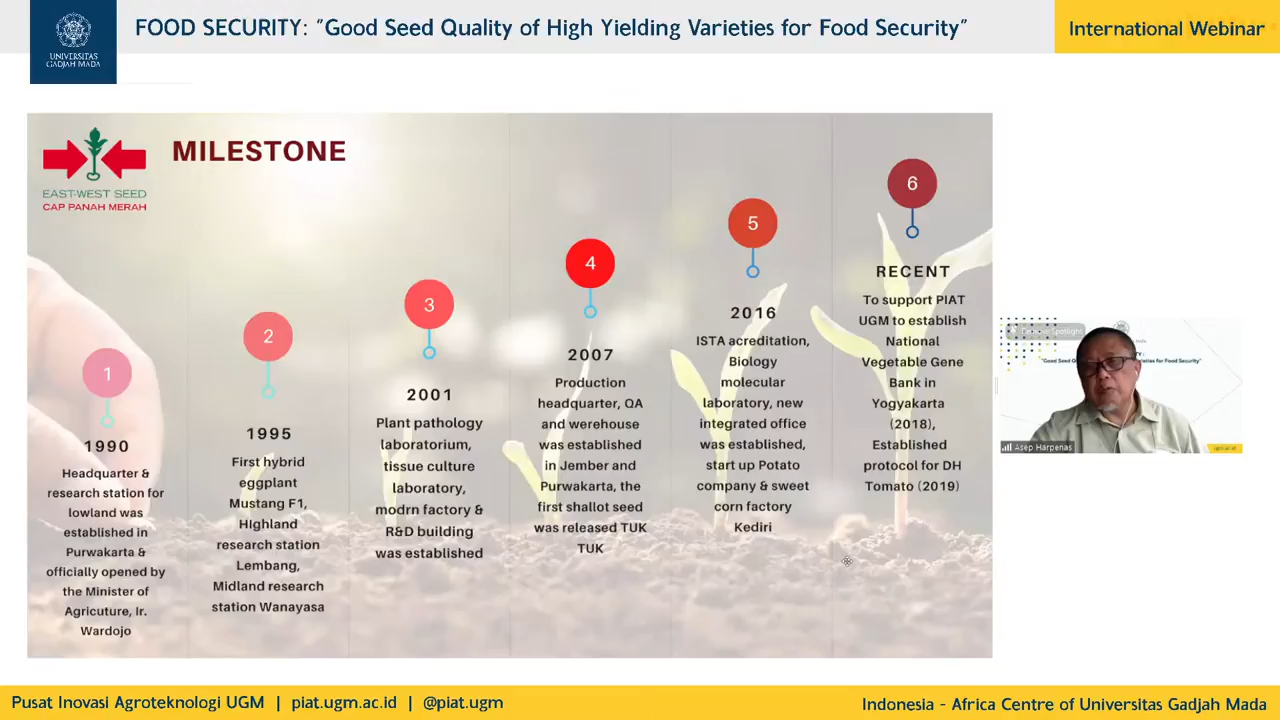 UNIVERSITAS
GADJAH MADA
FOOD SECURITY: "Good Seed Quality of High Yielding Varieties for Food Security"
International Webinar
EAST-WEST SEED
CAP PANAH MERAH
MILESTONE
1
1990
Headquarter &
research station for
lowland was
established in
Purwakarta &
officially opened by
the Minister of
Agricuture, Ir.
Wardojo
2
1995
First hybrid
eggplant
Mustang F1,
HIghland
research station
Lembang,
Midland research
station Wanayasa
3
2001
Plant pathology
laboratorium,
tissue culture
laboratory,
modrn factory &
R&D building
was established
4
2007
Production
headquarter, QA
and werehouse
was established
in Jember and
Purwakarta, the
first shallot seed
was released TUK
TUK
5
2016
ISTA acreditation,
Biology
molecular
laboratory, new
integrated office
was established,
start up Potato
company & sweet
corn factory
Kediri
6
RECENT
To support PIAT
UGM to establish
National
Vegetable Gene
Bank in
Yogyakarta
(2018),
Established
protocol for DH
Tomato (2019)
"Good Seed Qu
arieties for Food Security"
Asep Harpenas
Pusat Inovasi Agroteknologi UGM | piat.ugm.ac.id | @piat.ugm
Indonesia - Africa Centre of Universitas Gadjah Mada